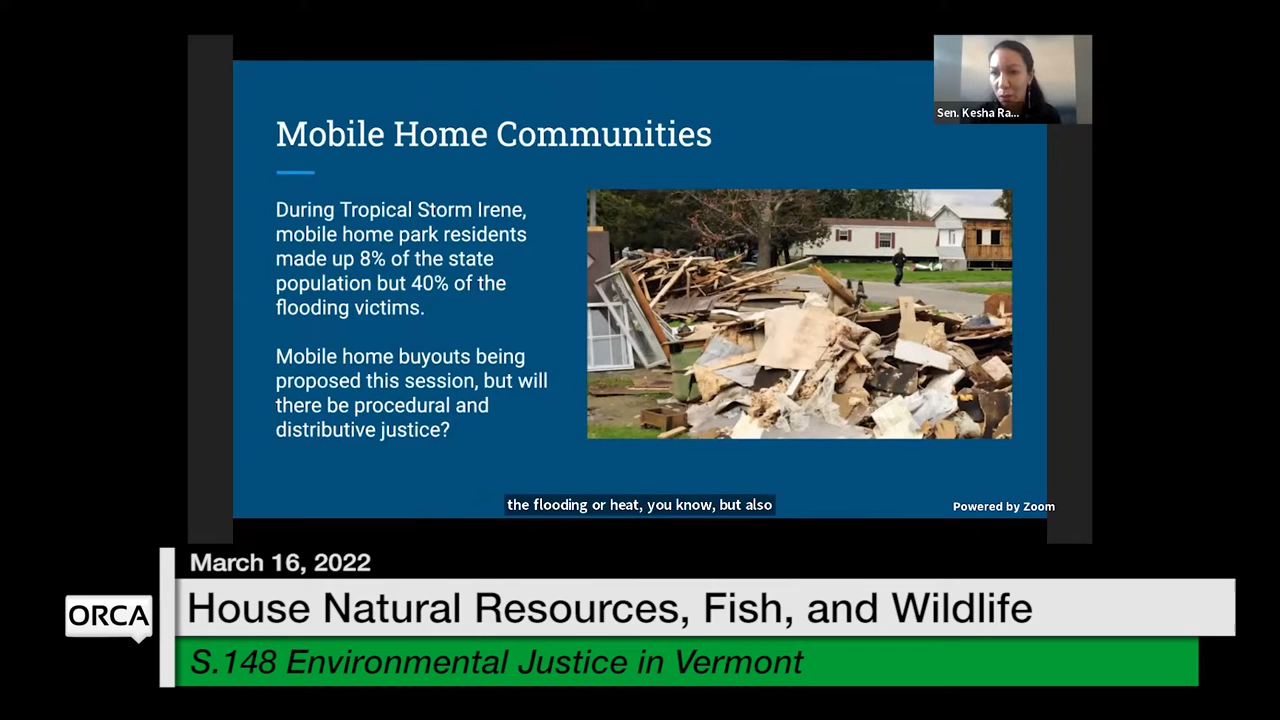 Sen. Kesha Ra...
Mobile Home Communities
During Tropical Storm Irene,
mobile home park residents
made up 8% of the state
population but 40% of the
flooding victims.
Mobile home buyouts being
proposed this session, but will
there be procedural and
distributive justice?
the flooding or heat, you know, but also
Powered by Zoom
March 16, 2022
ORCA
House Natural Resources, Fish, and Wildlife
S.148 Environmental Justice in Vermont